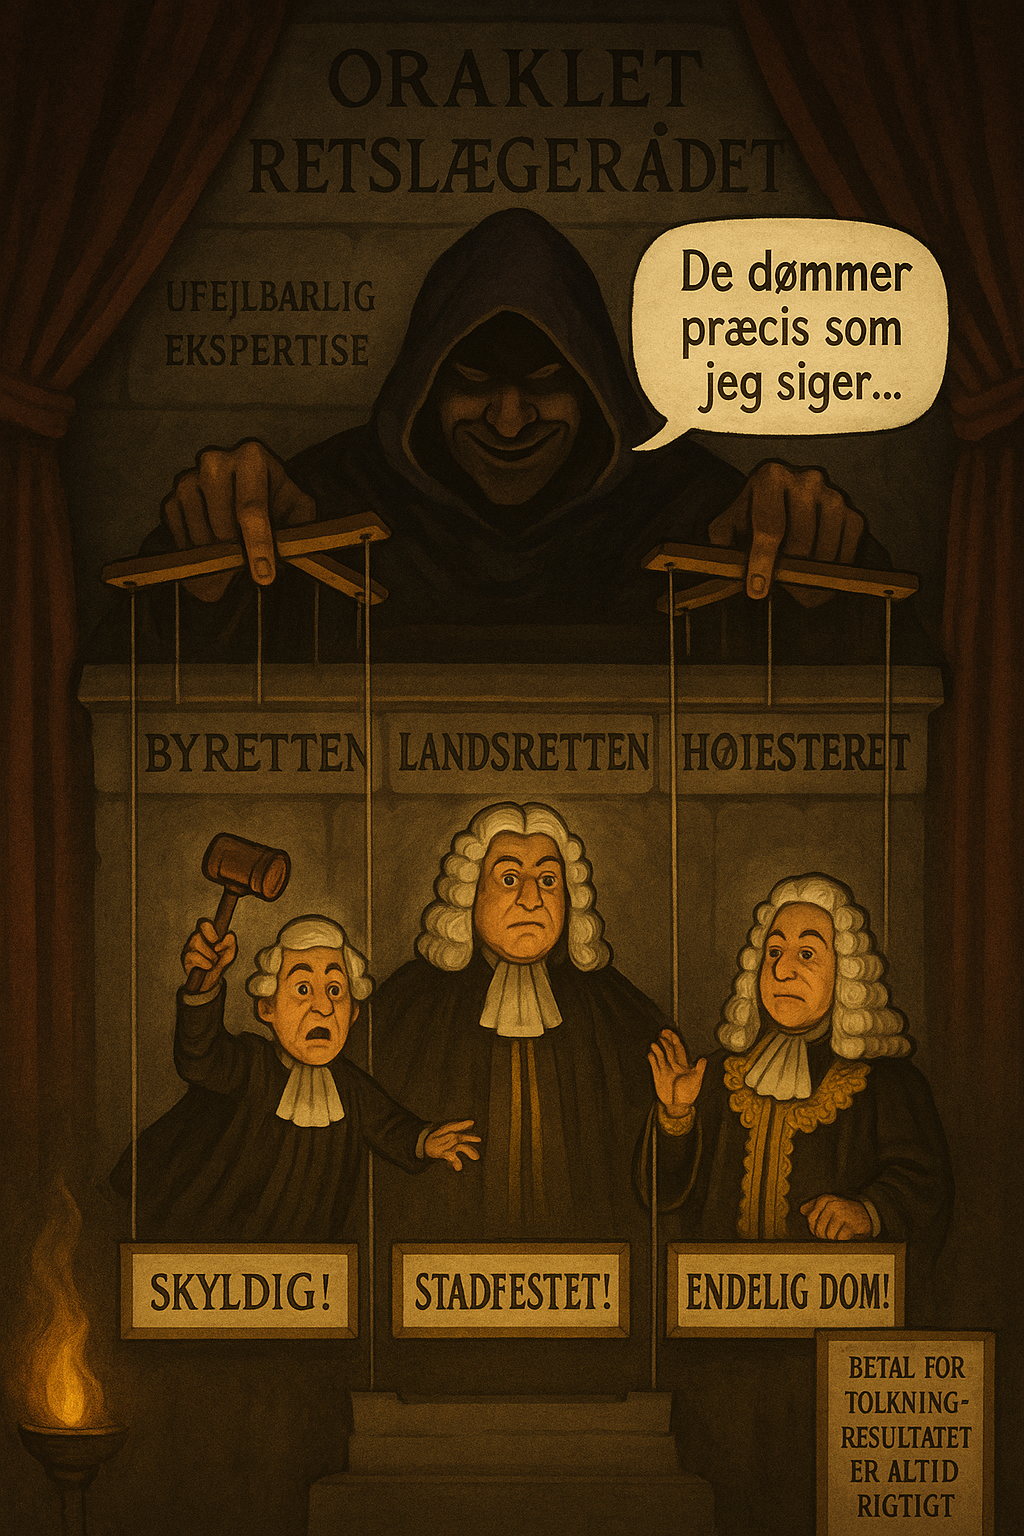 ORAKLET
RETSLÆGERÅDET
UFEJLBARLIG
EKSPERTISE
De dømmer
præcis som
jeg siger...
BYRETTEN
LANDSRETTEN
HØIESTERET
SKYLDIG!
STADFESTET!
ENDELIG DOM!
BETAL FOR
TOLKNING-
RESULTATET
ER ALTID
RIGTIGT